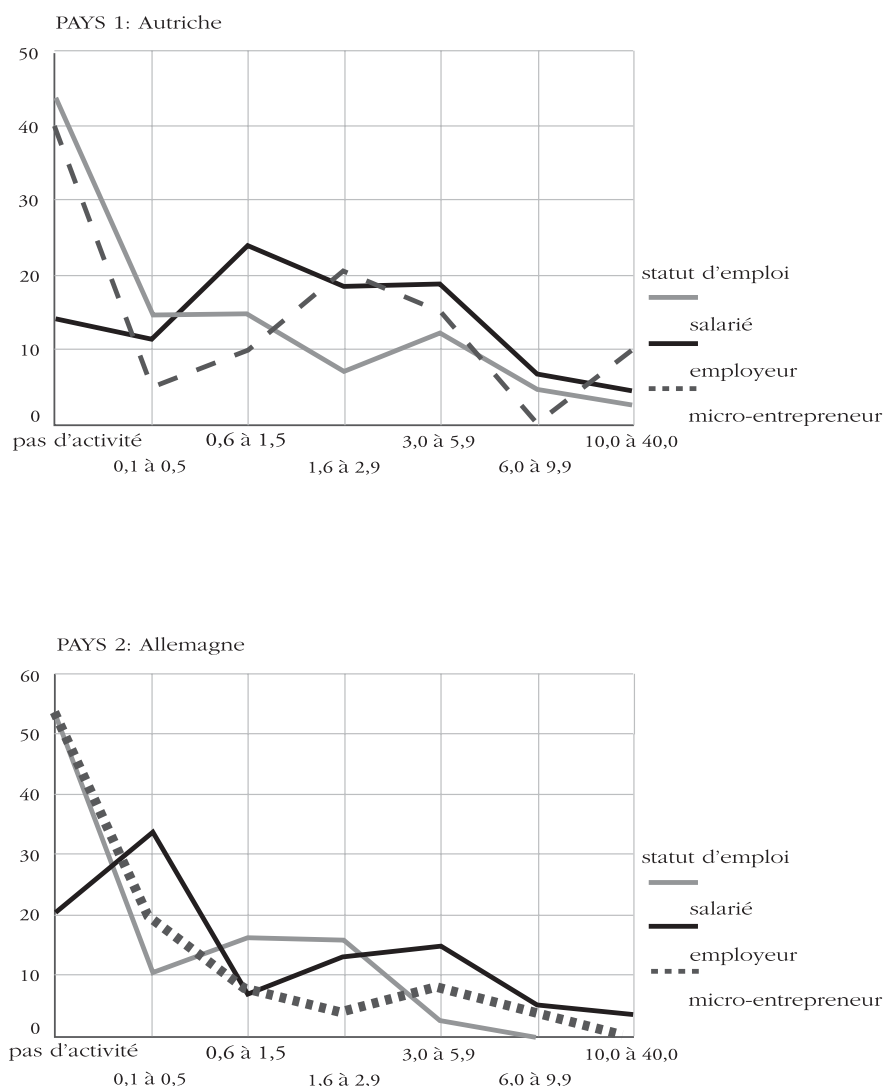 PAYS 1: Autriche
50
40
30
20
10
0
pas d'activité
0,1 à 0,5
0,6 à 1,5
1,6 à 2,9
3,0 à 5,9
6,0 à 9,9
10,0 à 40,0
statut d'emploi
salarié
employeur
micro-entrepreneur
PAYS 2: Allemagne
60
50
40
30
20
10
0
pas d'activité
0,1 à 0,5
0,6 à 1,5
1,6 à 2,9
3,0 à 5,9
6,0 à 9,9
10,0 à 40,0
statut d'emploi
salarié
employeur
micro-entrepreneur